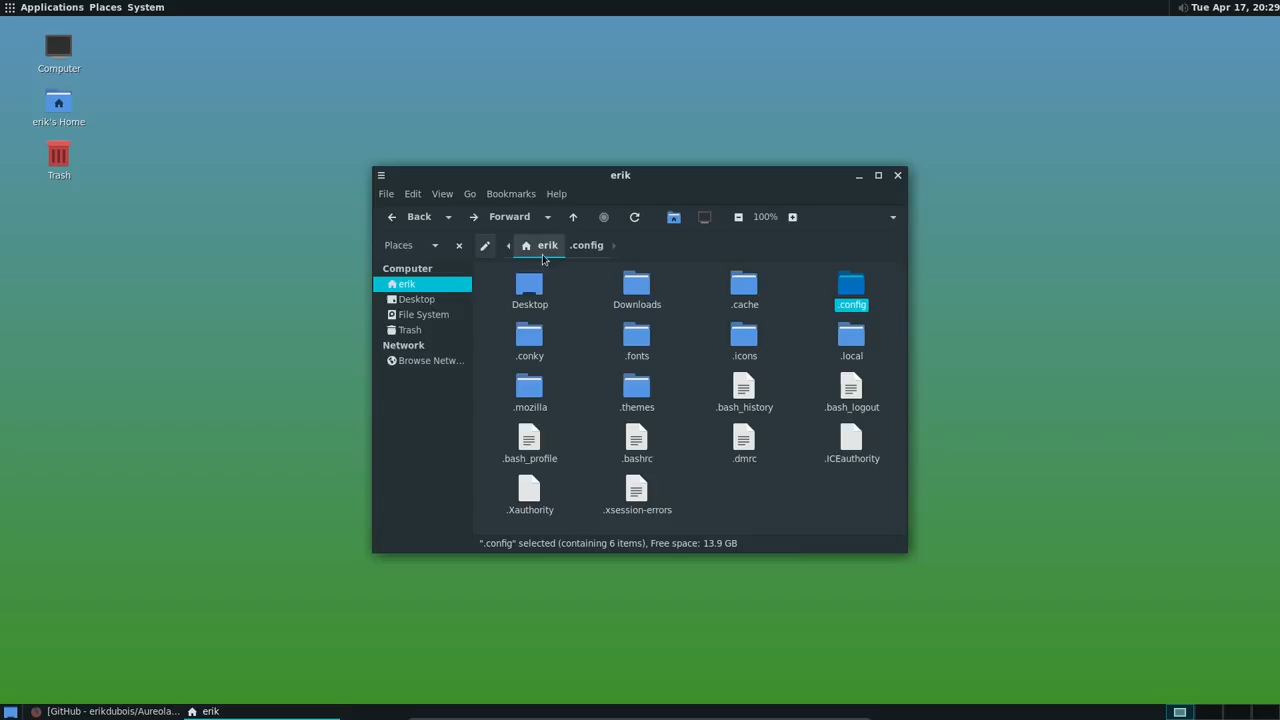 Applications Places System
Tue Apr 17, 20:29
Computer
erik's Home
Trash
erik
File Edit View Go Bookmarks Help
Back Forward 100%
Places erik .config
Computer
erik
Desktop
File System
Trash
Network
Browse Netw...
Desktop Downloads .cache .config
.conky .fonts .icons .local
.mozilla .themes .bash_history .bash_logout
.bash_profile .bashrc .dmrc .ICEauthority
.Xauthority .xsession-errors
".config" selected (containing 6 items), Free space: 13.9 GB
[GitHub - erikdubois/Aureola... erik